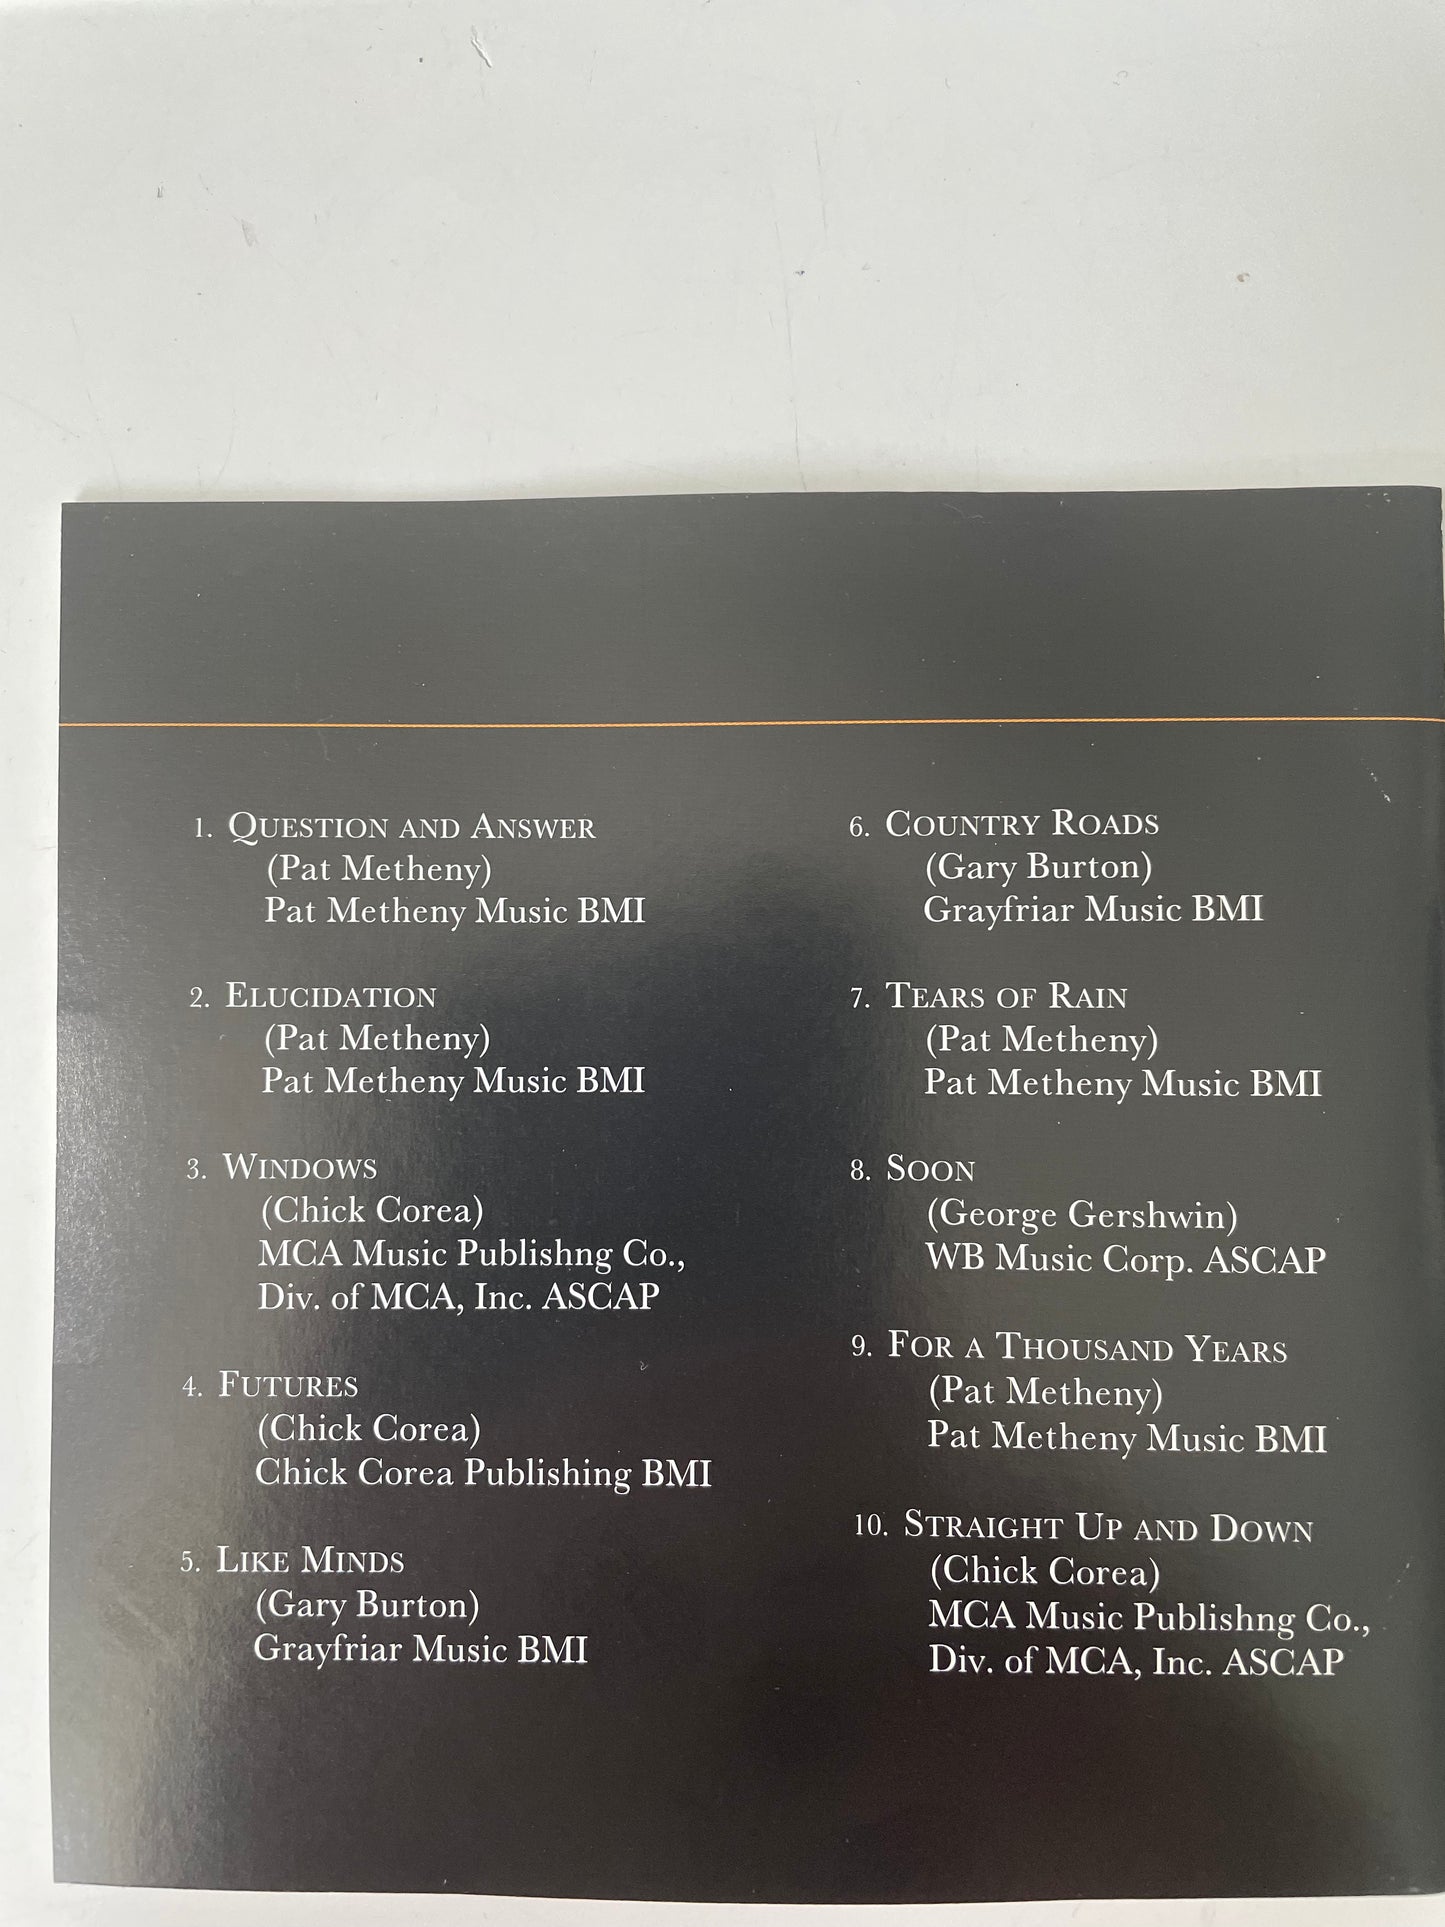 1. Question and Answer
(Pat Metheny)
Pat Metheny Music BMI
2. Elucidation
(Pat Metheny)
Pat Metheny Music BMI
3. Windows
(Chick Corea)
MCA Music Publishng Co.,
Div. of MCA, Inc. ASCAP
4. Futures
(Chick Corea)
Chick Corea Publishing BMI
5. Like Minds
(Gary Burton)
Grayfriar Music BMI
6. Country Roads
(Gary Burton)
Grayfriar Music BMI
7. Tears of Rain
(Pat Metheny)
Pat Metheny Music BMI
8. Soon
(George Gershwin)
WB Music Corp. ASCAP
9. For a Thousand Years
(Pat Metheny)
Pat Metheny Music BMI
10. Straight Up and Down
(Chick Corea)
MCA Music Publishng Co.,
Div. of MCA, Inc. ASCAP